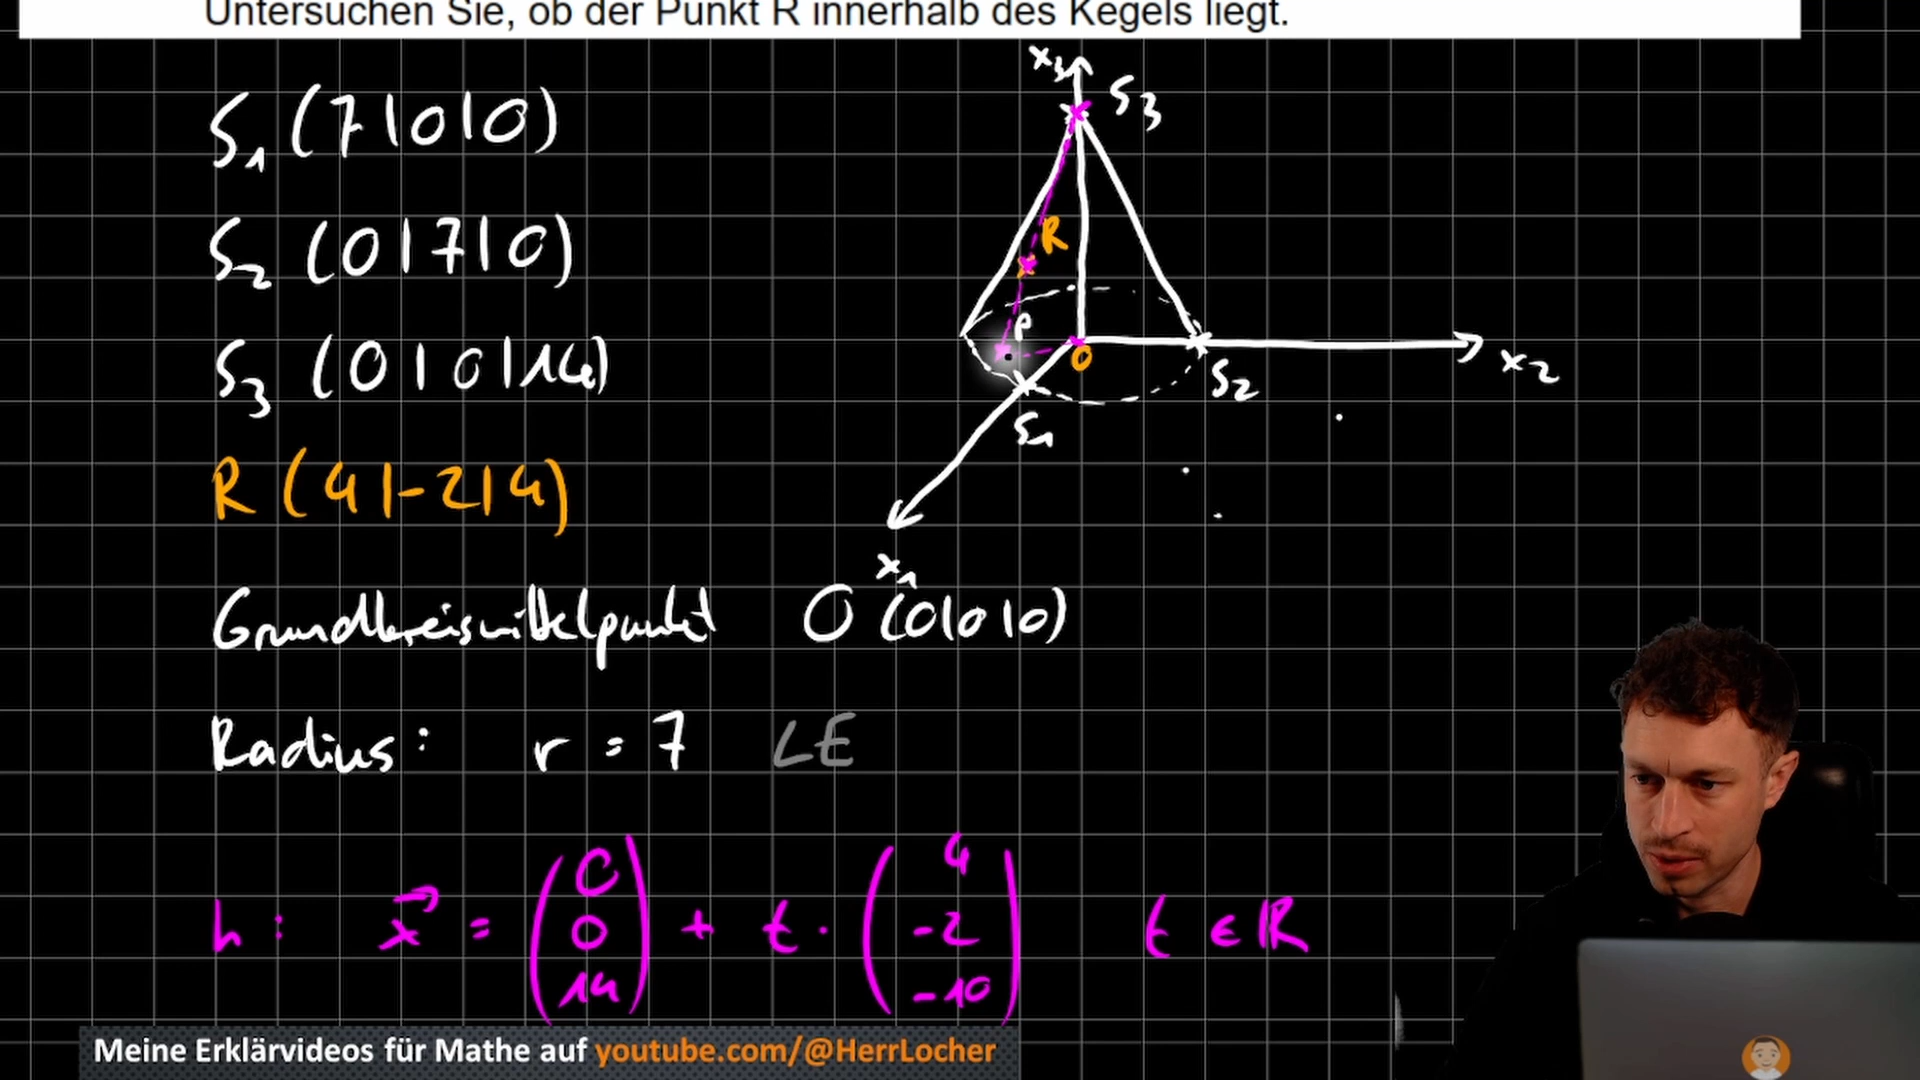 Untersuchen Sie, ob der Punkt R innerhalb des Kegels liegt.
x₃
S₃
S₁ (7|0|0)
S₂ (0|7|0)
R
P
O
x₂
S₂
S₃ (0|0|14)
S₁
R (4|-2|4)
x₁
Grundkreismittelpunkt O (0|0|0)
Radius: r = 7 LE
h: x⃗ = (0 0 14) + t · (4 -2 -10) t ∈ ℝ
Meine Erklärvideos für Mathe auf youtube.com/@HerrLocher